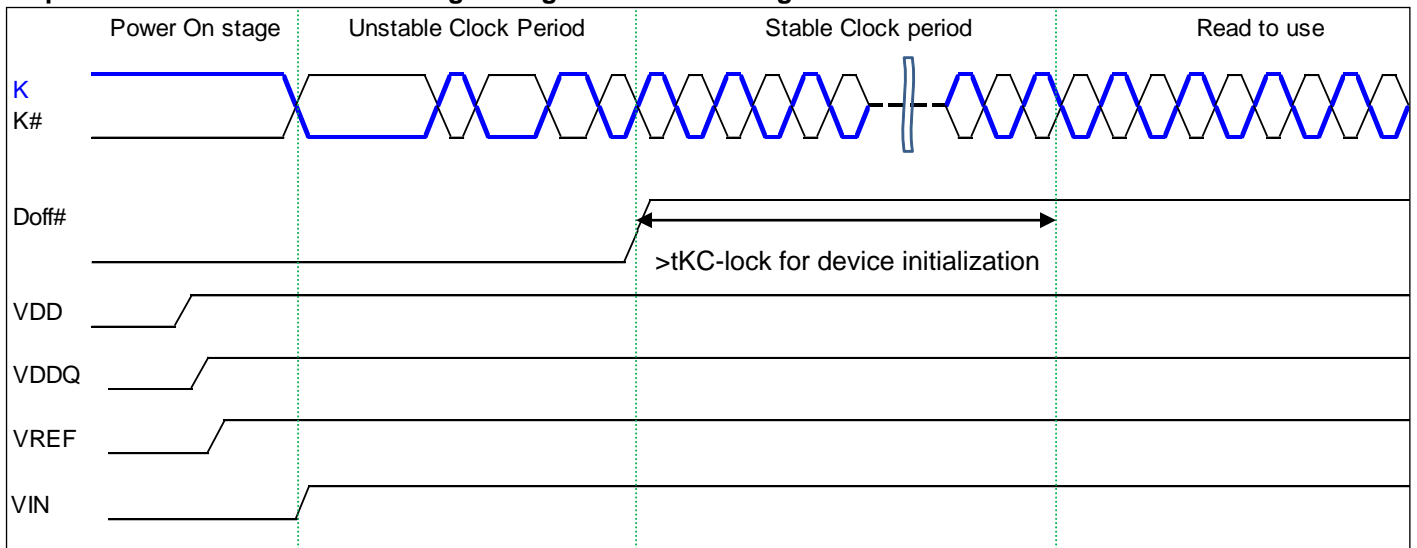 Power On stage Unstable Clock Period Stable Clock period Read to use
K
K#
Doff#
>tKC-lock for device initialization
VDD
VDDQ
VREF
VIN